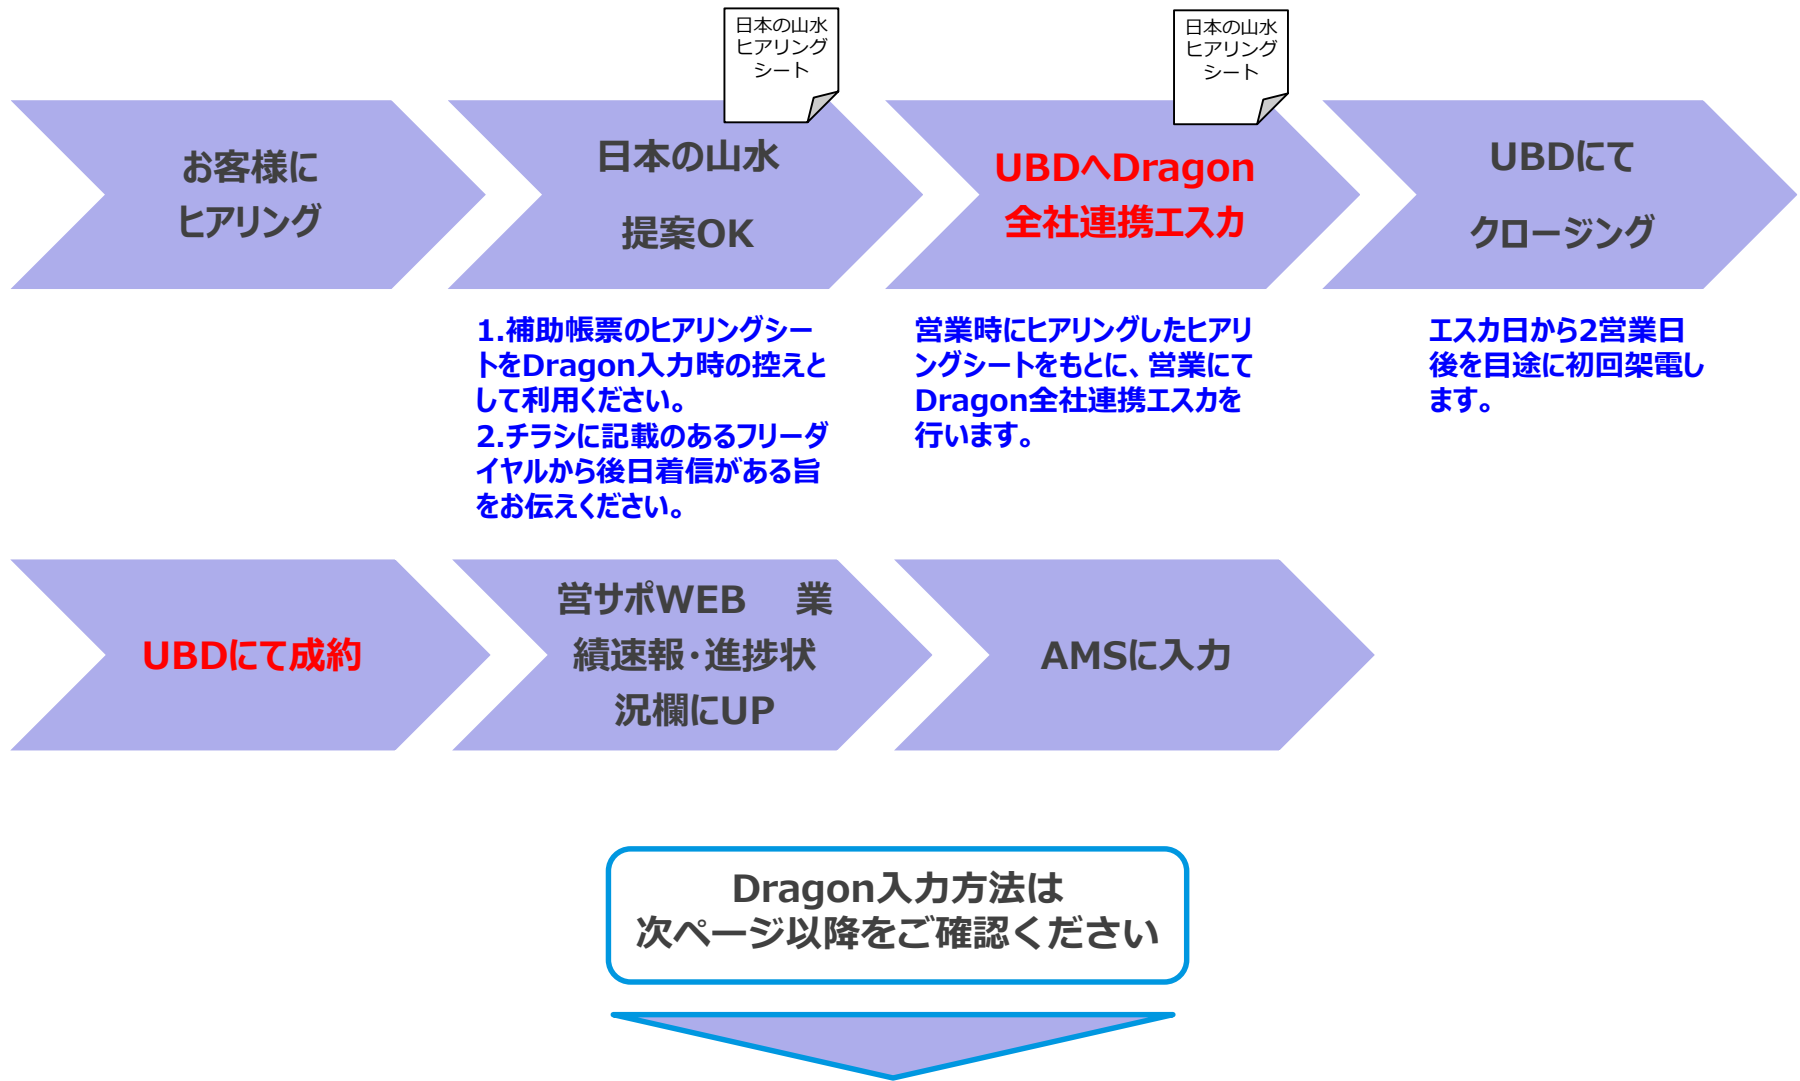 日本の山水
ヒアリング
シート
日本の山水
ヒアリング
シート
お客様に
ヒアリング
日本の山水
提案OK
UBDへDragon
全社連携エスカ
UBDにて
クロージング
1.補助帳票のヒアリングシー
トをDragon入力時の控えと
して利用ください。
2.チラシに記載のあるフリーダ
イヤルから後日着信がある旨
をお伝えください。
営業時にヒアリングしたヒアリ
ングシートをもとに、営業にて
Dragon全社連携エスカを
行います。
エスカ日から2営業日
後を目途に初回架電し
ます。
UBDにて成約
営サポWEB 業
績速報・進捗状
況欄にUP
AMSに入力
Dragon入力方法は
次ページ以降をご確認ください